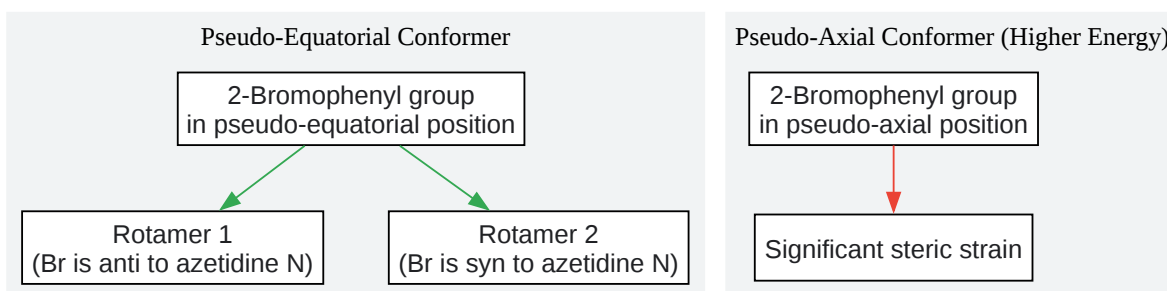 Pseudo-Equatorial Conformer
2-Bromophenyl group
in pseudo-equatorial position
Rotamer 1
(Br is anti to azetidine N)
Rotamer 2
(Br is syn to azetidine N)
Pseudo-Axial Conformer (Higher Energy)
2-Bromophenyl group
in pseudo-axial position
Significant steric strain